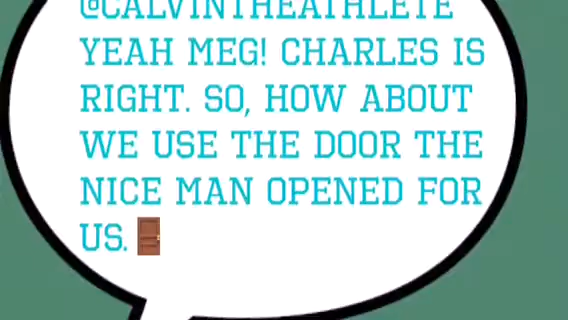 @CALVINTHEATHLETE
YEAH MEG! CHARLES IS
RIGHT. SO, HOW ABOUT
WE USE THE DOOR THE
NICE MAN OPENED FOR
US. 🚪